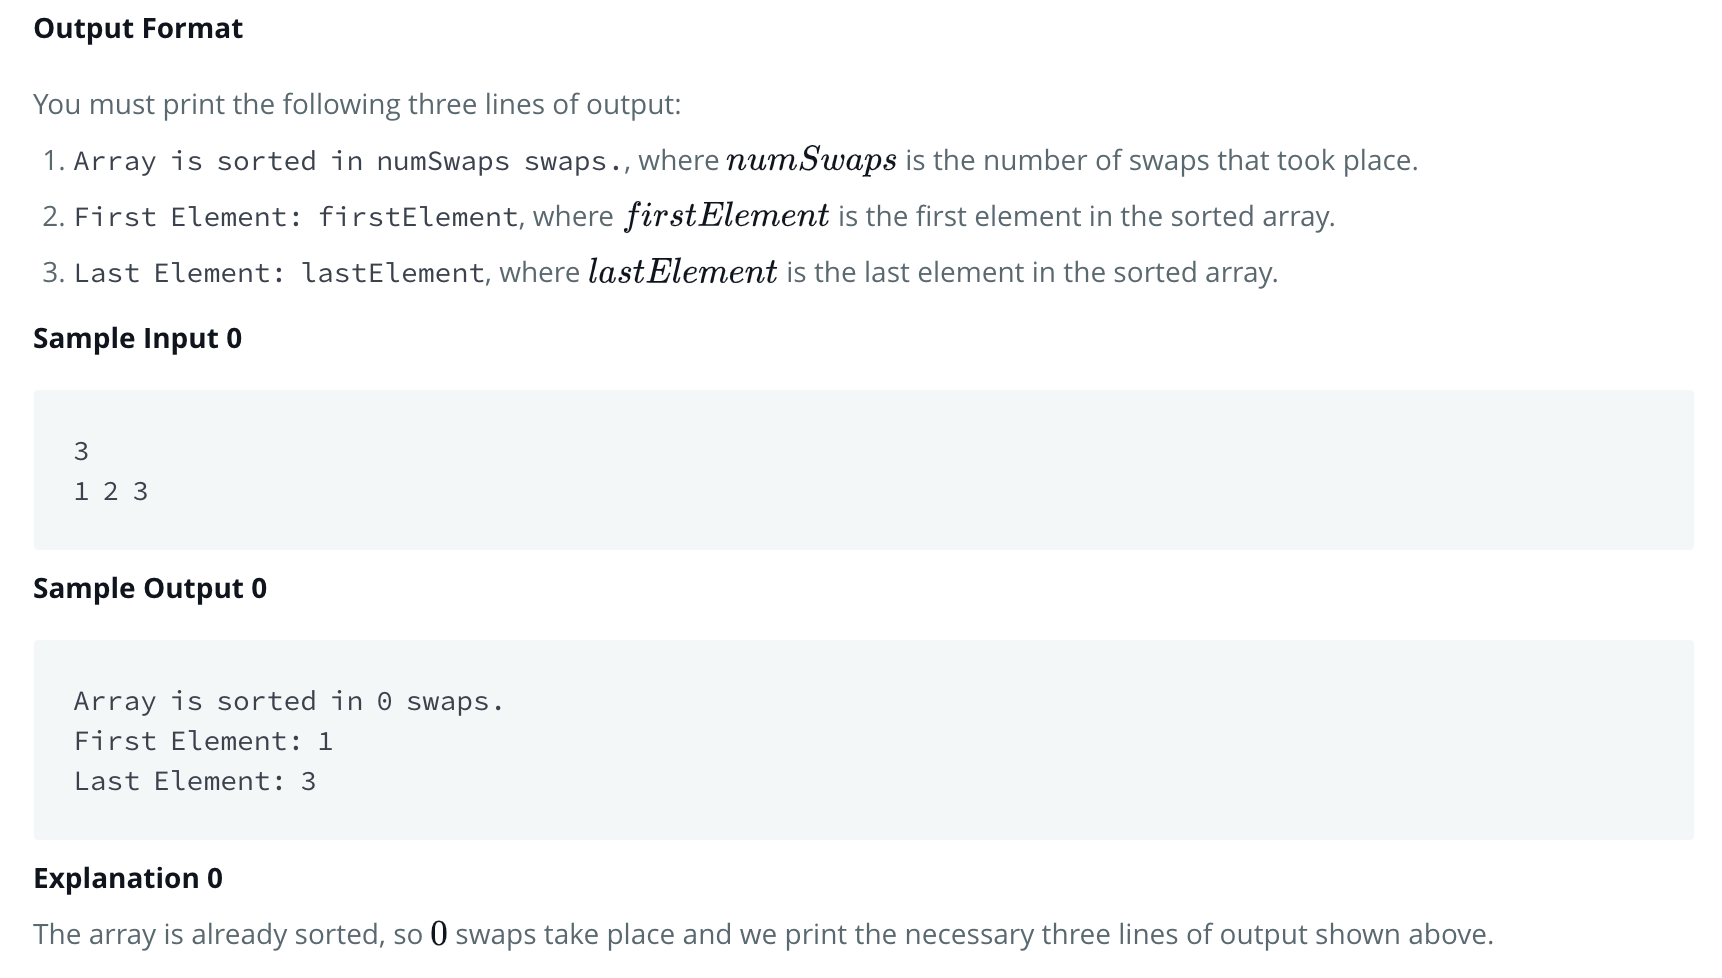 Output Format
You must print the following three lines of output:
1. Array is sorted in numSwaps swaps., where numSwaps is the number of swaps that took place.
2. First Element: firstElement, where firstElement is the first element in the sorted array.
3. Last Element: lastElement, where lastElement is the last element in the sorted array.
Sample Input 0
3
1 2 3
Sample Output 0
Array is sorted in 0 swaps.
First Element: 1
Last Element: 3
Explanation 0
The array is already sorted, so 0 swaps take place and we print the necessary three lines of output shown above.